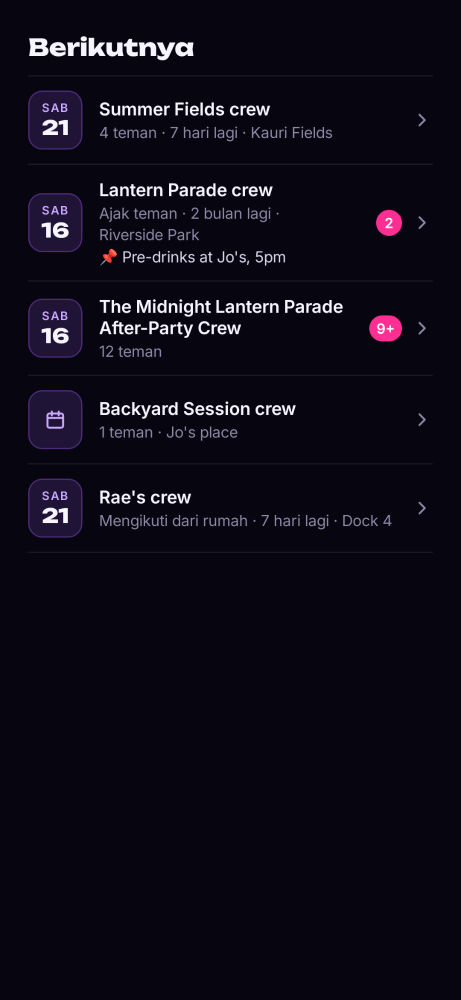 Berikutnya
SAB
21
Summer Fields crew
4 teman · 7 hari lagi · Kauri Fields
SAB
16
Lantern Parade crew
Ajak teman · 2 bulan lagi ·
Riverside Park
📌 Pre-drinks at Jo's, 5pm
2
SAB
16
The Midnight Lantern Parade
After-Party Crew
12 teman
9+
Backyard Session crew
1 teman · Jo's place
SAB
21
Rae's crew
Mengikuti dari rumah · 7 hari lagi · Dock 4